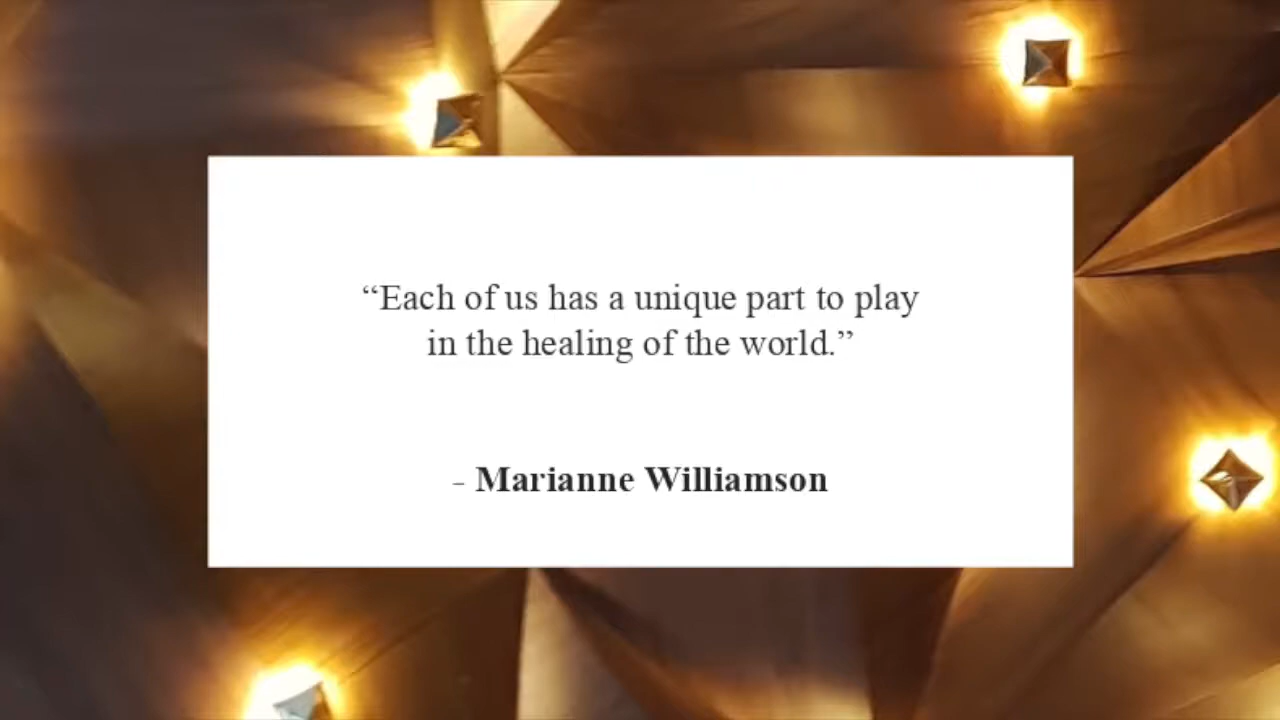 “Each of us has a unique part to play
in the healing of the world.”
- Marianne Williamson